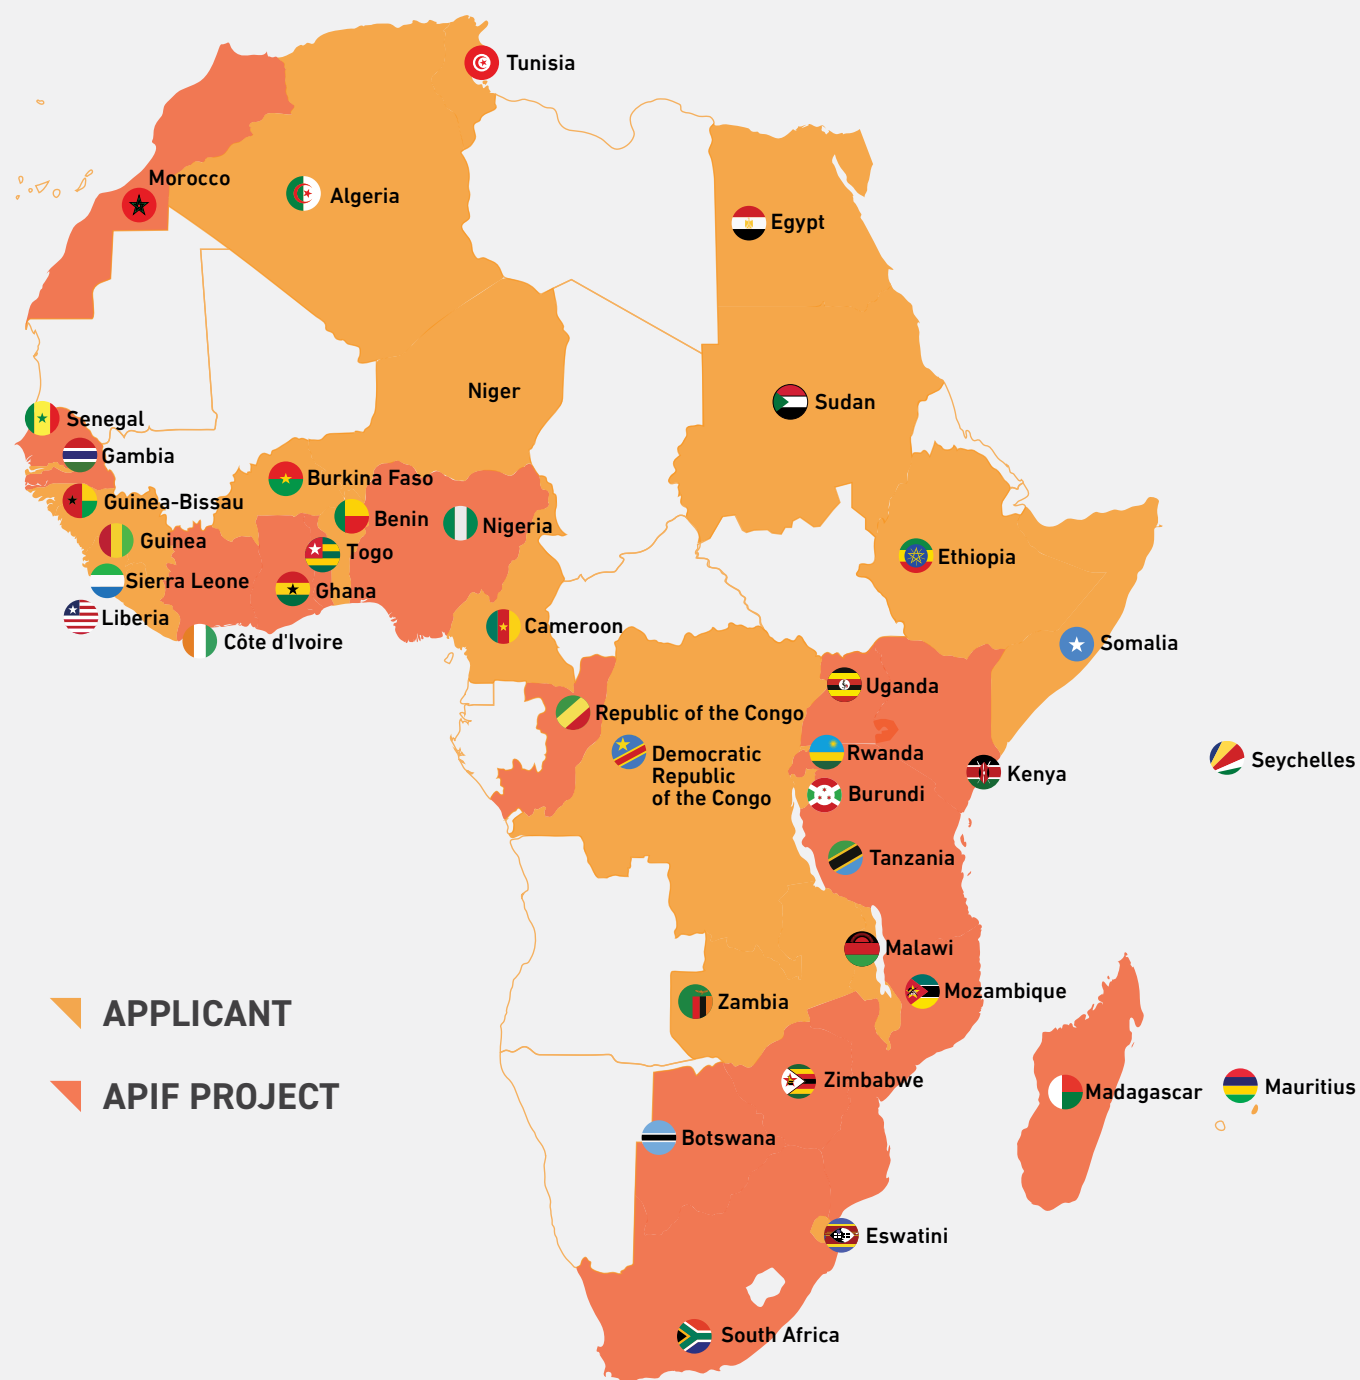 Tunisia
Morocco
Algeria
Egypt
Niger
Sudan
Senegal
Gambia
Burkina Faso
Guinea-Bissau
Benin
Nigeria
Guinea
Togo
Ethiopia
Sierra Leone
Ghana
Liberia
Cameroon
Côte d'Ivoire
Somalia
Uganda
Republic of the Congo
Rwanda
Democratic
Republic
of the Congo
Seychelles
Kenya
Burundi
Tanzania
Malawi
Mozambique
Zambia
APPLICANT
Zimbabwe
Mauritius
Madagascar
APIF PROJECT
Botswana
Eswatini
South Africa